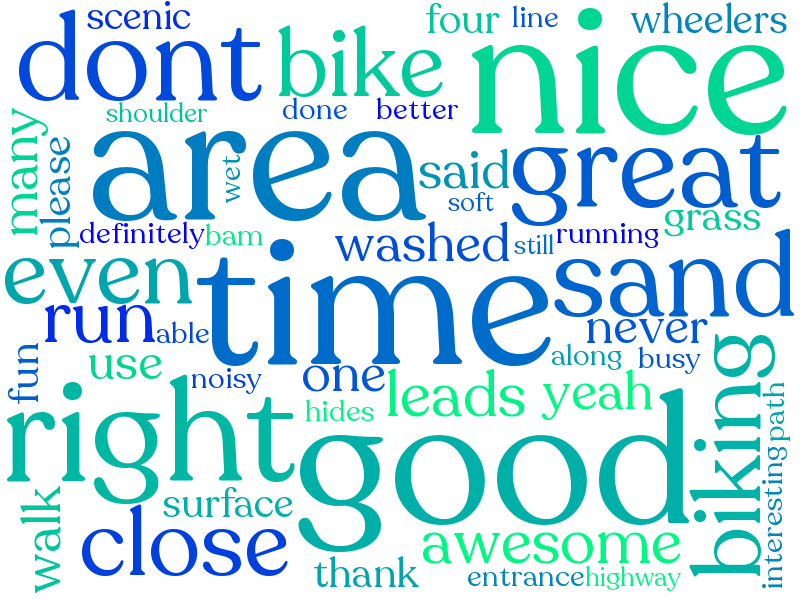 scenic
four
line
wheelers
dont
bike
nice
many
shoulder
done
better
please
area
wet
said
great
soft
grass
definitely
bam
washed
still
running
even
time
sand
run
able
never
fun
use
noisy
one
along
busy
leads
yeah
hides
right
good
biking
path
interesting
walk
surface
close
awesome
thank
entrance
highway